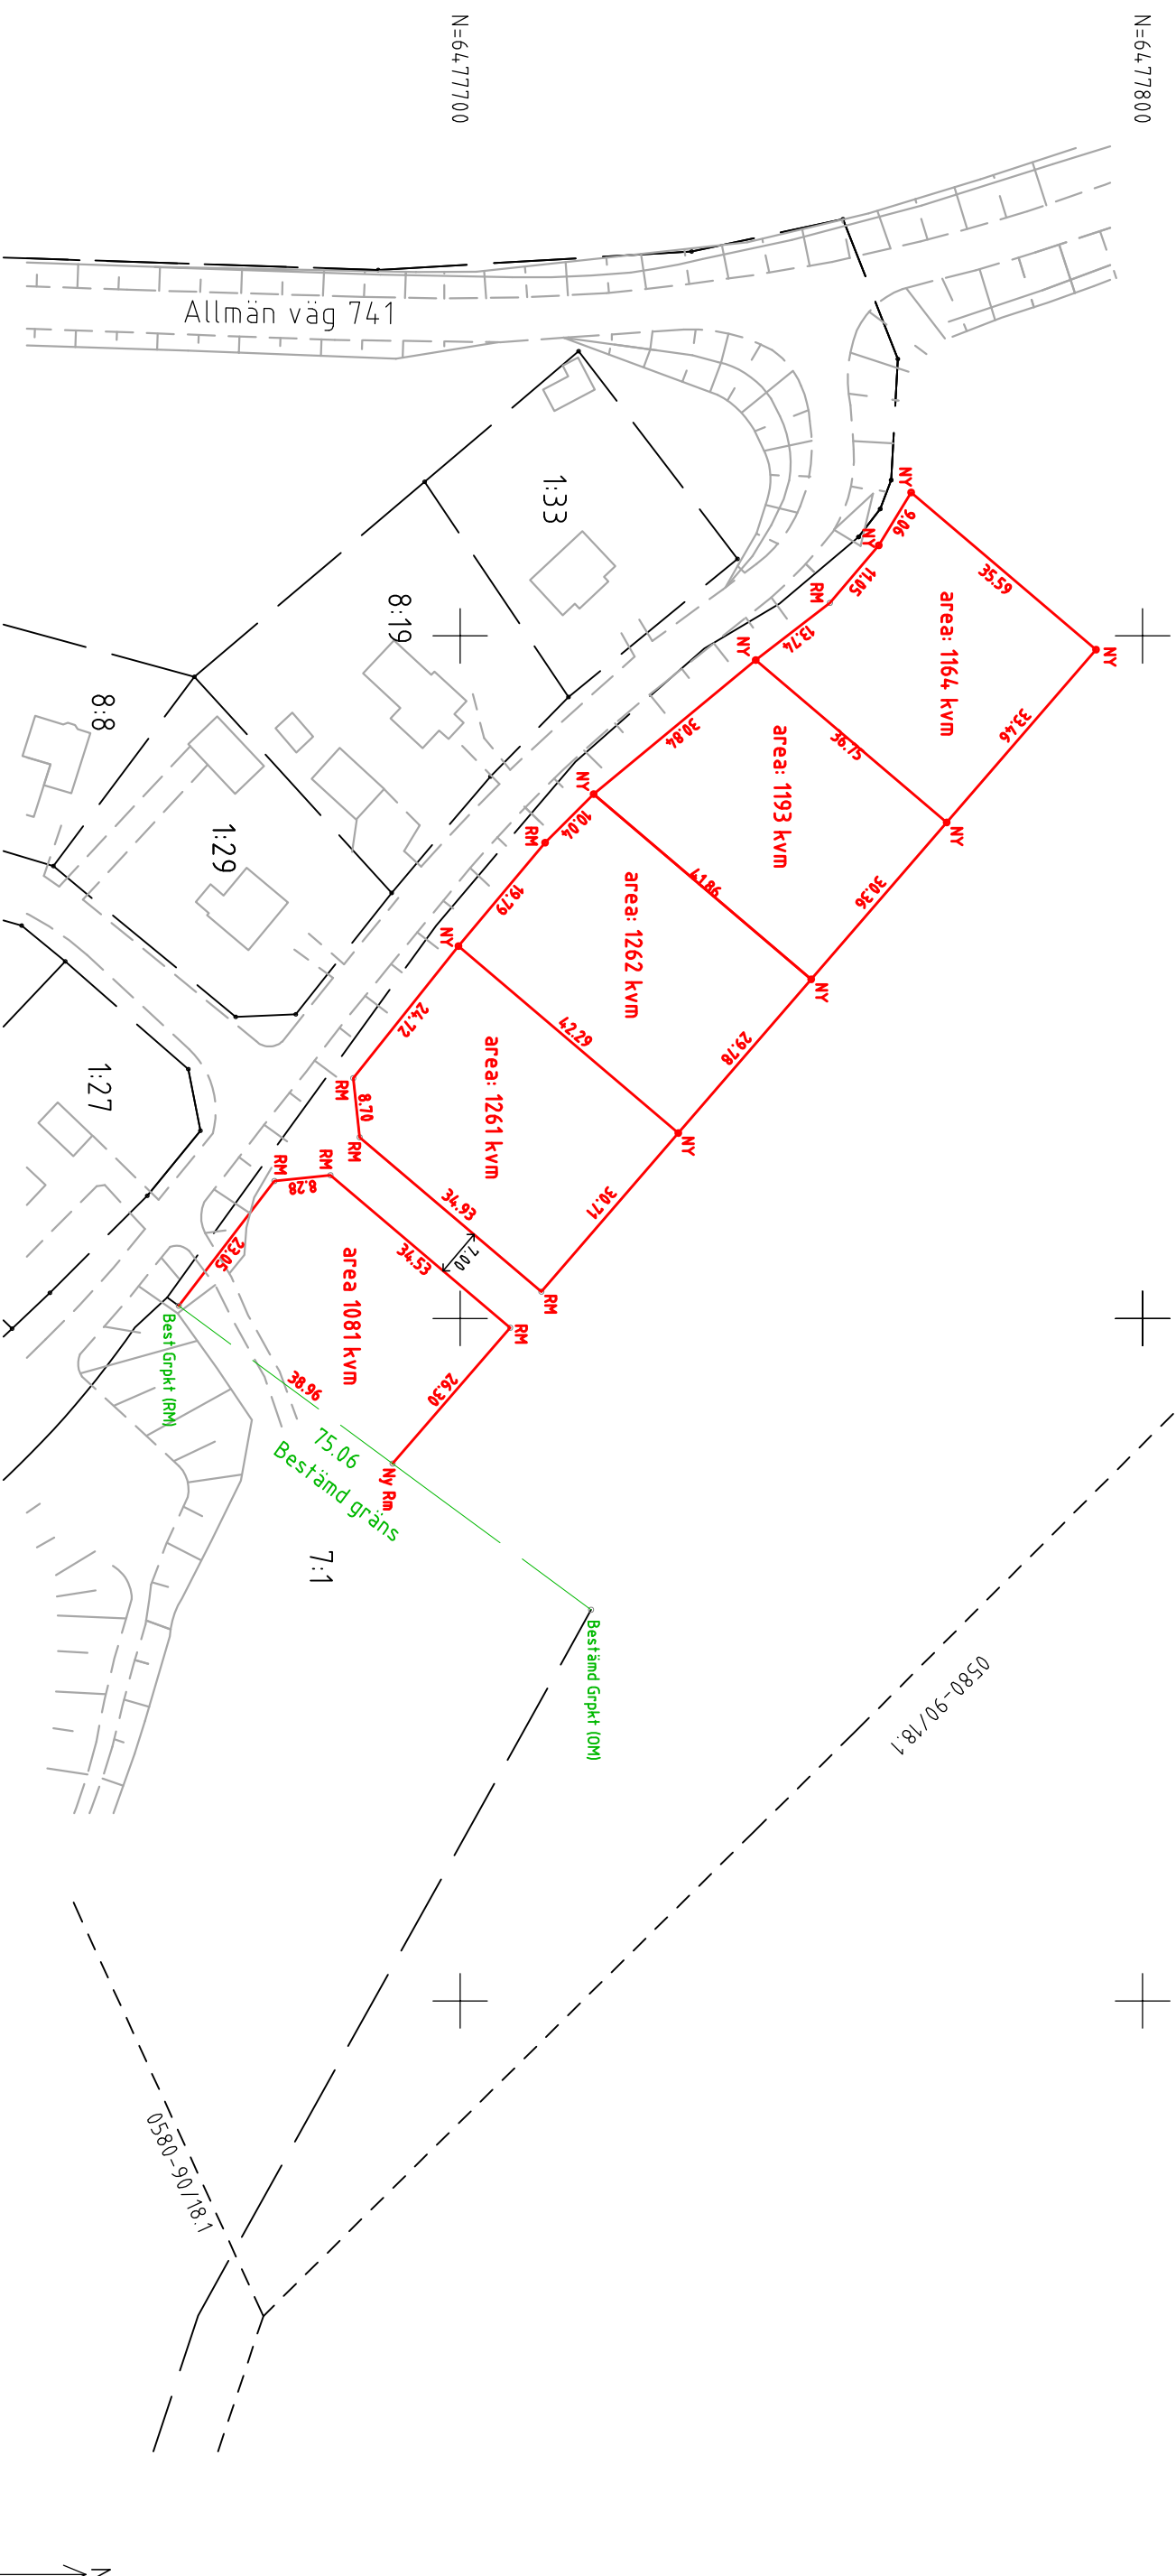 N=6477700
N=6477800
Allmän väg 741
1:33
8:19
8:8
1:29
1:27
NY
9.06
NY
11.05
RM
13.74
NY
35.59
NY
area: 1164 kvm
33.46
36.75
NY
area: 1193 kvm
30.84
NY
30.36
41.86
NY
10.04
RM
area: 1262 kvm
19.79
NY
29.78
42.29
NY
24.72
RM
8.70
RM
area: 1261 kvm
30.71
34.93
RM
7.00
RM
RM
8.28
34.53
RM
area 1081 kvm
23.05
26.30
38.96
Ny Rm
Best Grpkt (RM)
75.06
Bestämd gräns
7:1
Bestämd Grpkt (OM)
0580-90/18.1
0580-90/18.1
N